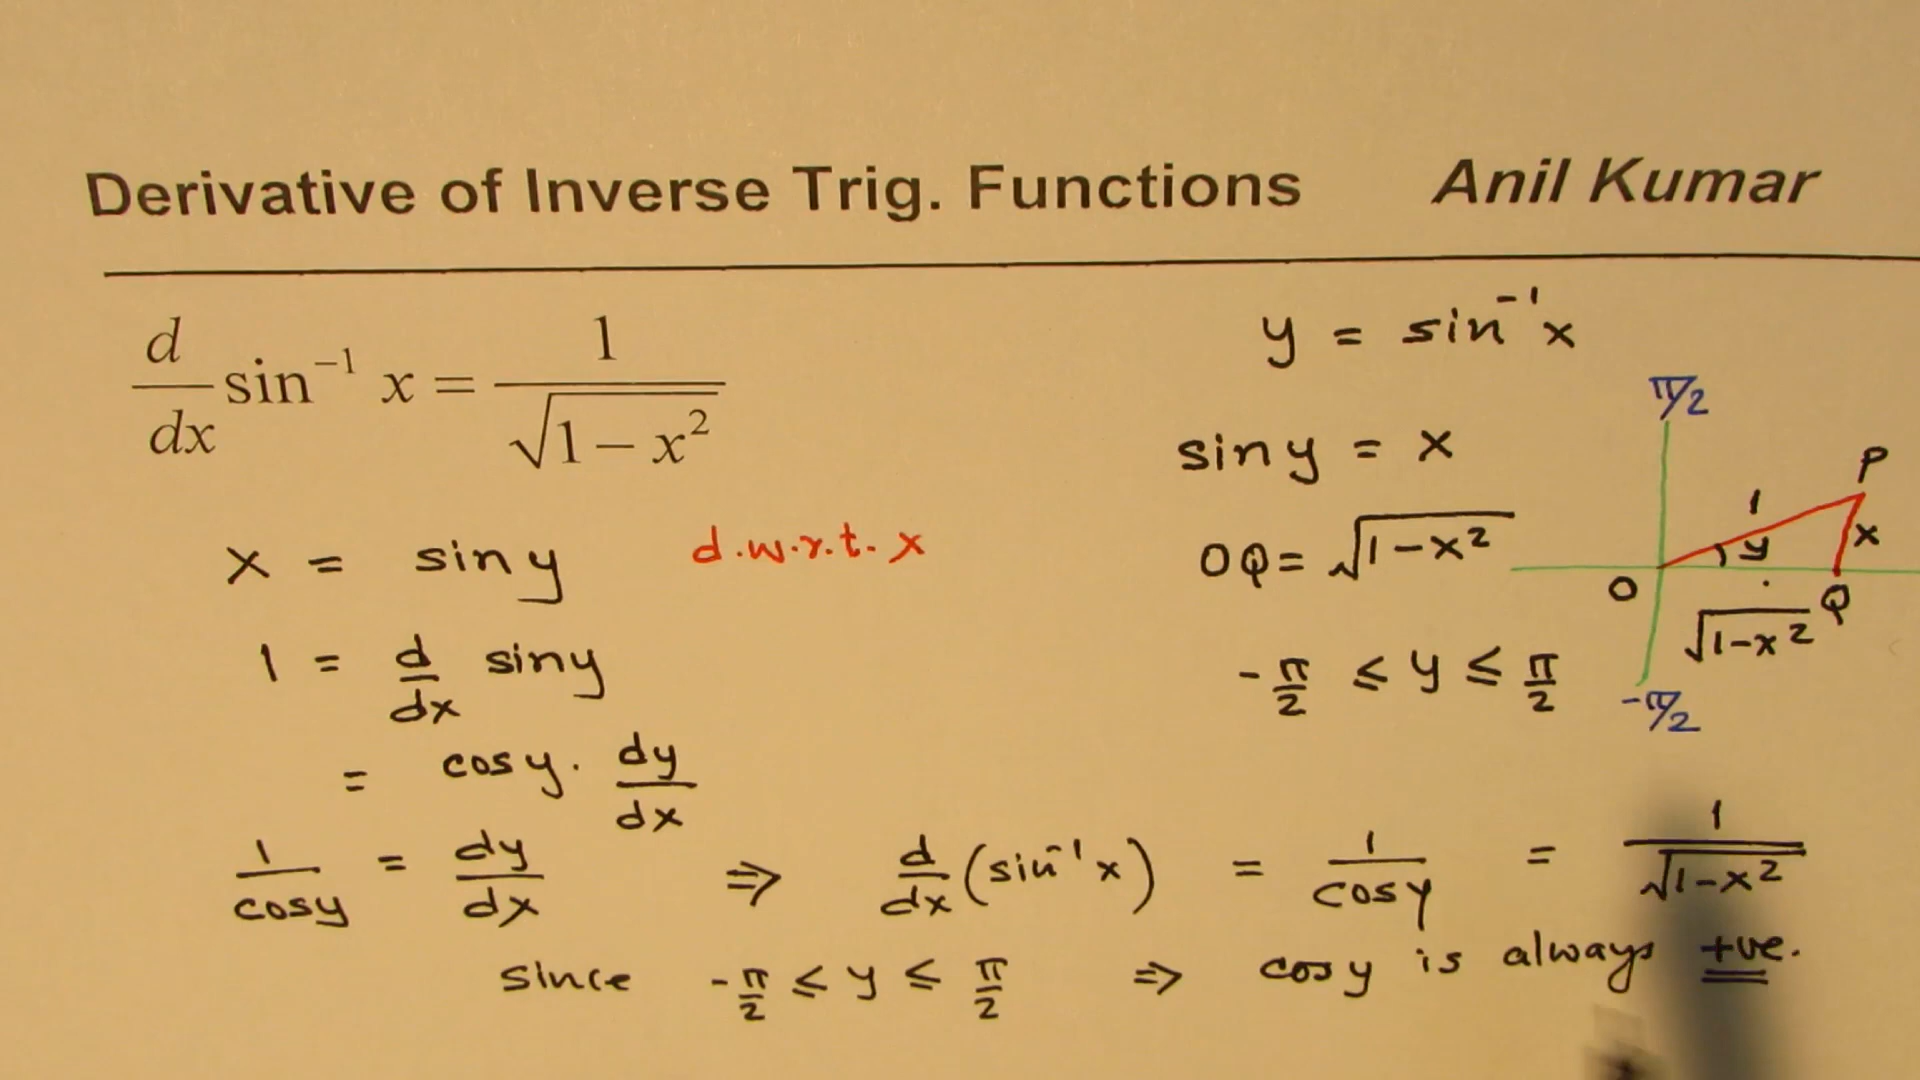 Derivative of Inverse Trig. Functions Anil Kumar
d/dx sin⁻¹ x = 1/√(1 − x²)
y = sin⁻¹x
π/2
sin y = x
P
1
x = sin y d.w.r.t. x
OQ = √(1-x²)
y
x
O
Q
√(1-x²)
1 = d/dx sin y
-π/2 ≤ y ≤ π/2
-π/2
= cos y · dy/dx
1/cos y = dy/dx ⇒ d/dx (sin⁻¹x) = 1/cos y = 1/√(1-x²)
since -π/2 ≤ y ≤ π/2 ⇒ cos y is always +ve.